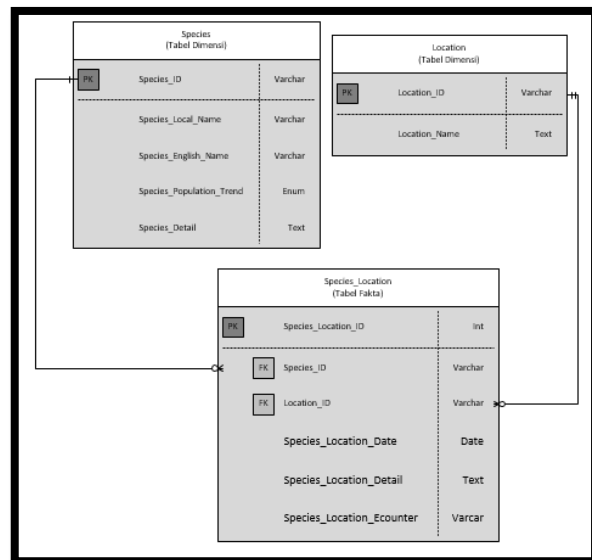 Species
(Tabel Dimensi)
PK Species_ID Varchar
Species_Local_Name Varchar
Species_English_Name Varchar
Species_Population_Trend Enum
Species_Detail Text
Location
(Tabel Dimensi)
PK Location_ID Varchar
Location_Name Text
Species_Location
(Tabel Fakta)
PK Species_Location_ID Int
FK Species_ID Varchar
FK Location_ID Varchar
Species_Location_Date Date
Species_Location_Detail Text
Species_Location_Ecounter Varcar